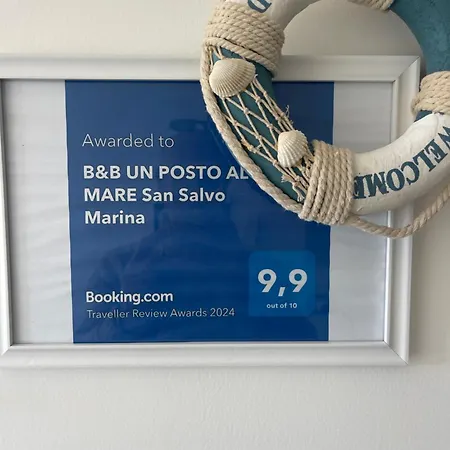 Awarded to
B&B UN POSTO AL
MARE San Salvo
Marina
9,9
out of 10
Booking.com
Traveller Review Awards 2024
WELCOME